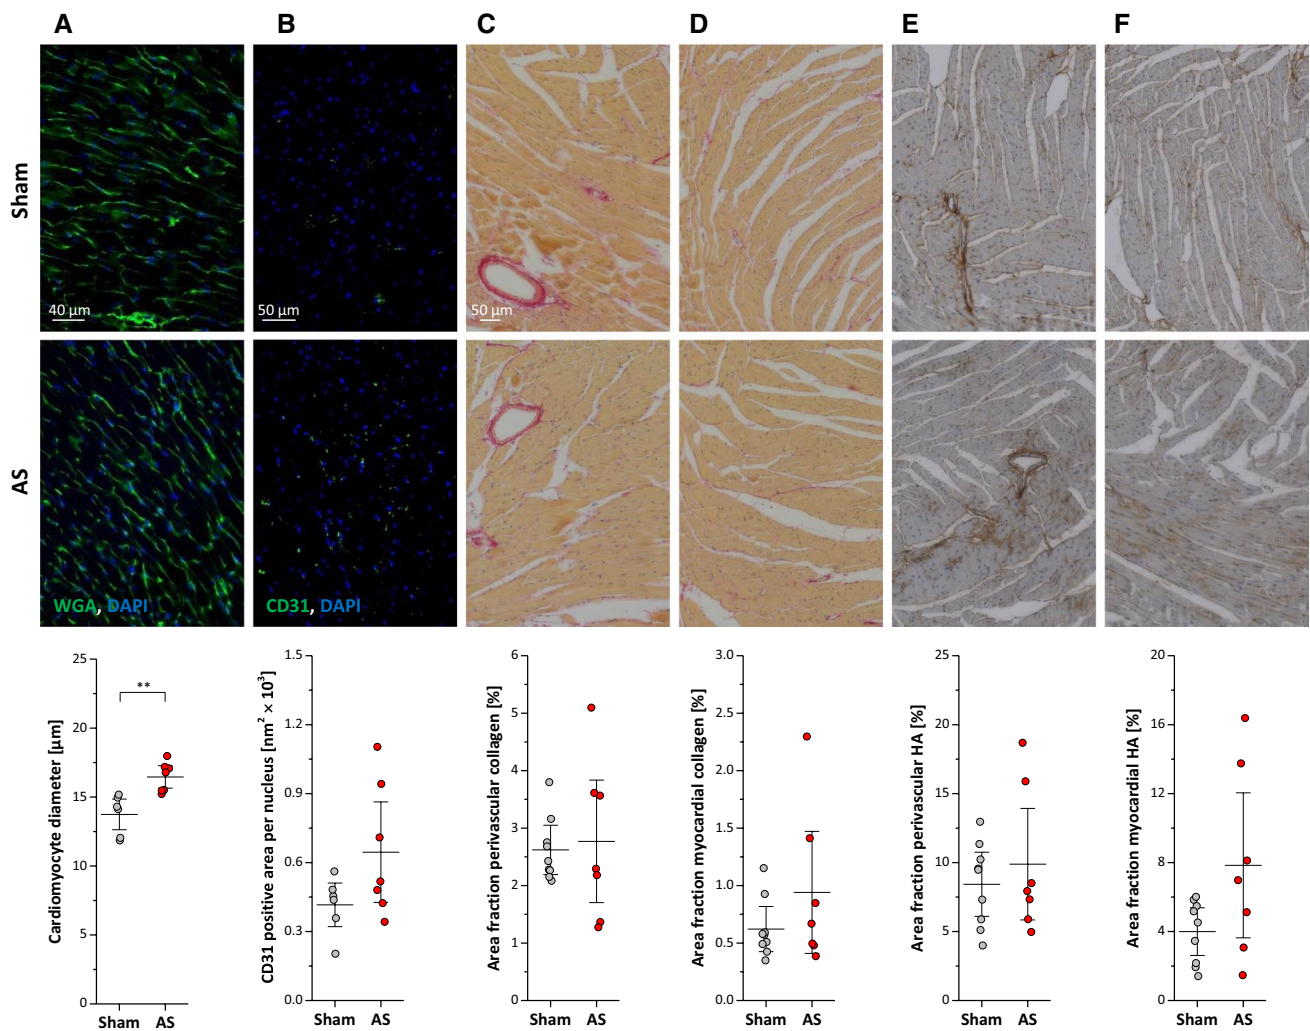 A B C D E F
Sham
40 µm
50 µm
50 µm
AS
WGA, DAPI
CD31, DAPI
Cardiomyocyte diameter [µm]
25
20
15
10
5
0
**
Sham AS
CD31 positive area per nucleus [nm² × 10³]
1.5
1.2
0.9
0.6
0.3
0.0
Sham AS
Area fraction perivascular collagen [%]
6
5
4
3
2
1
0
Sham AS
Area fraction myocardial collagen [%]
3.0
2.5
2.0
1.5
1.0
0.5
0.0
Sham AS
Area fraction perivascular HA [%]
25
20
15
10
5
0
Sham AS
Area fraction myocardial HA [%]
20
16
12
8
4
0
Sham AS